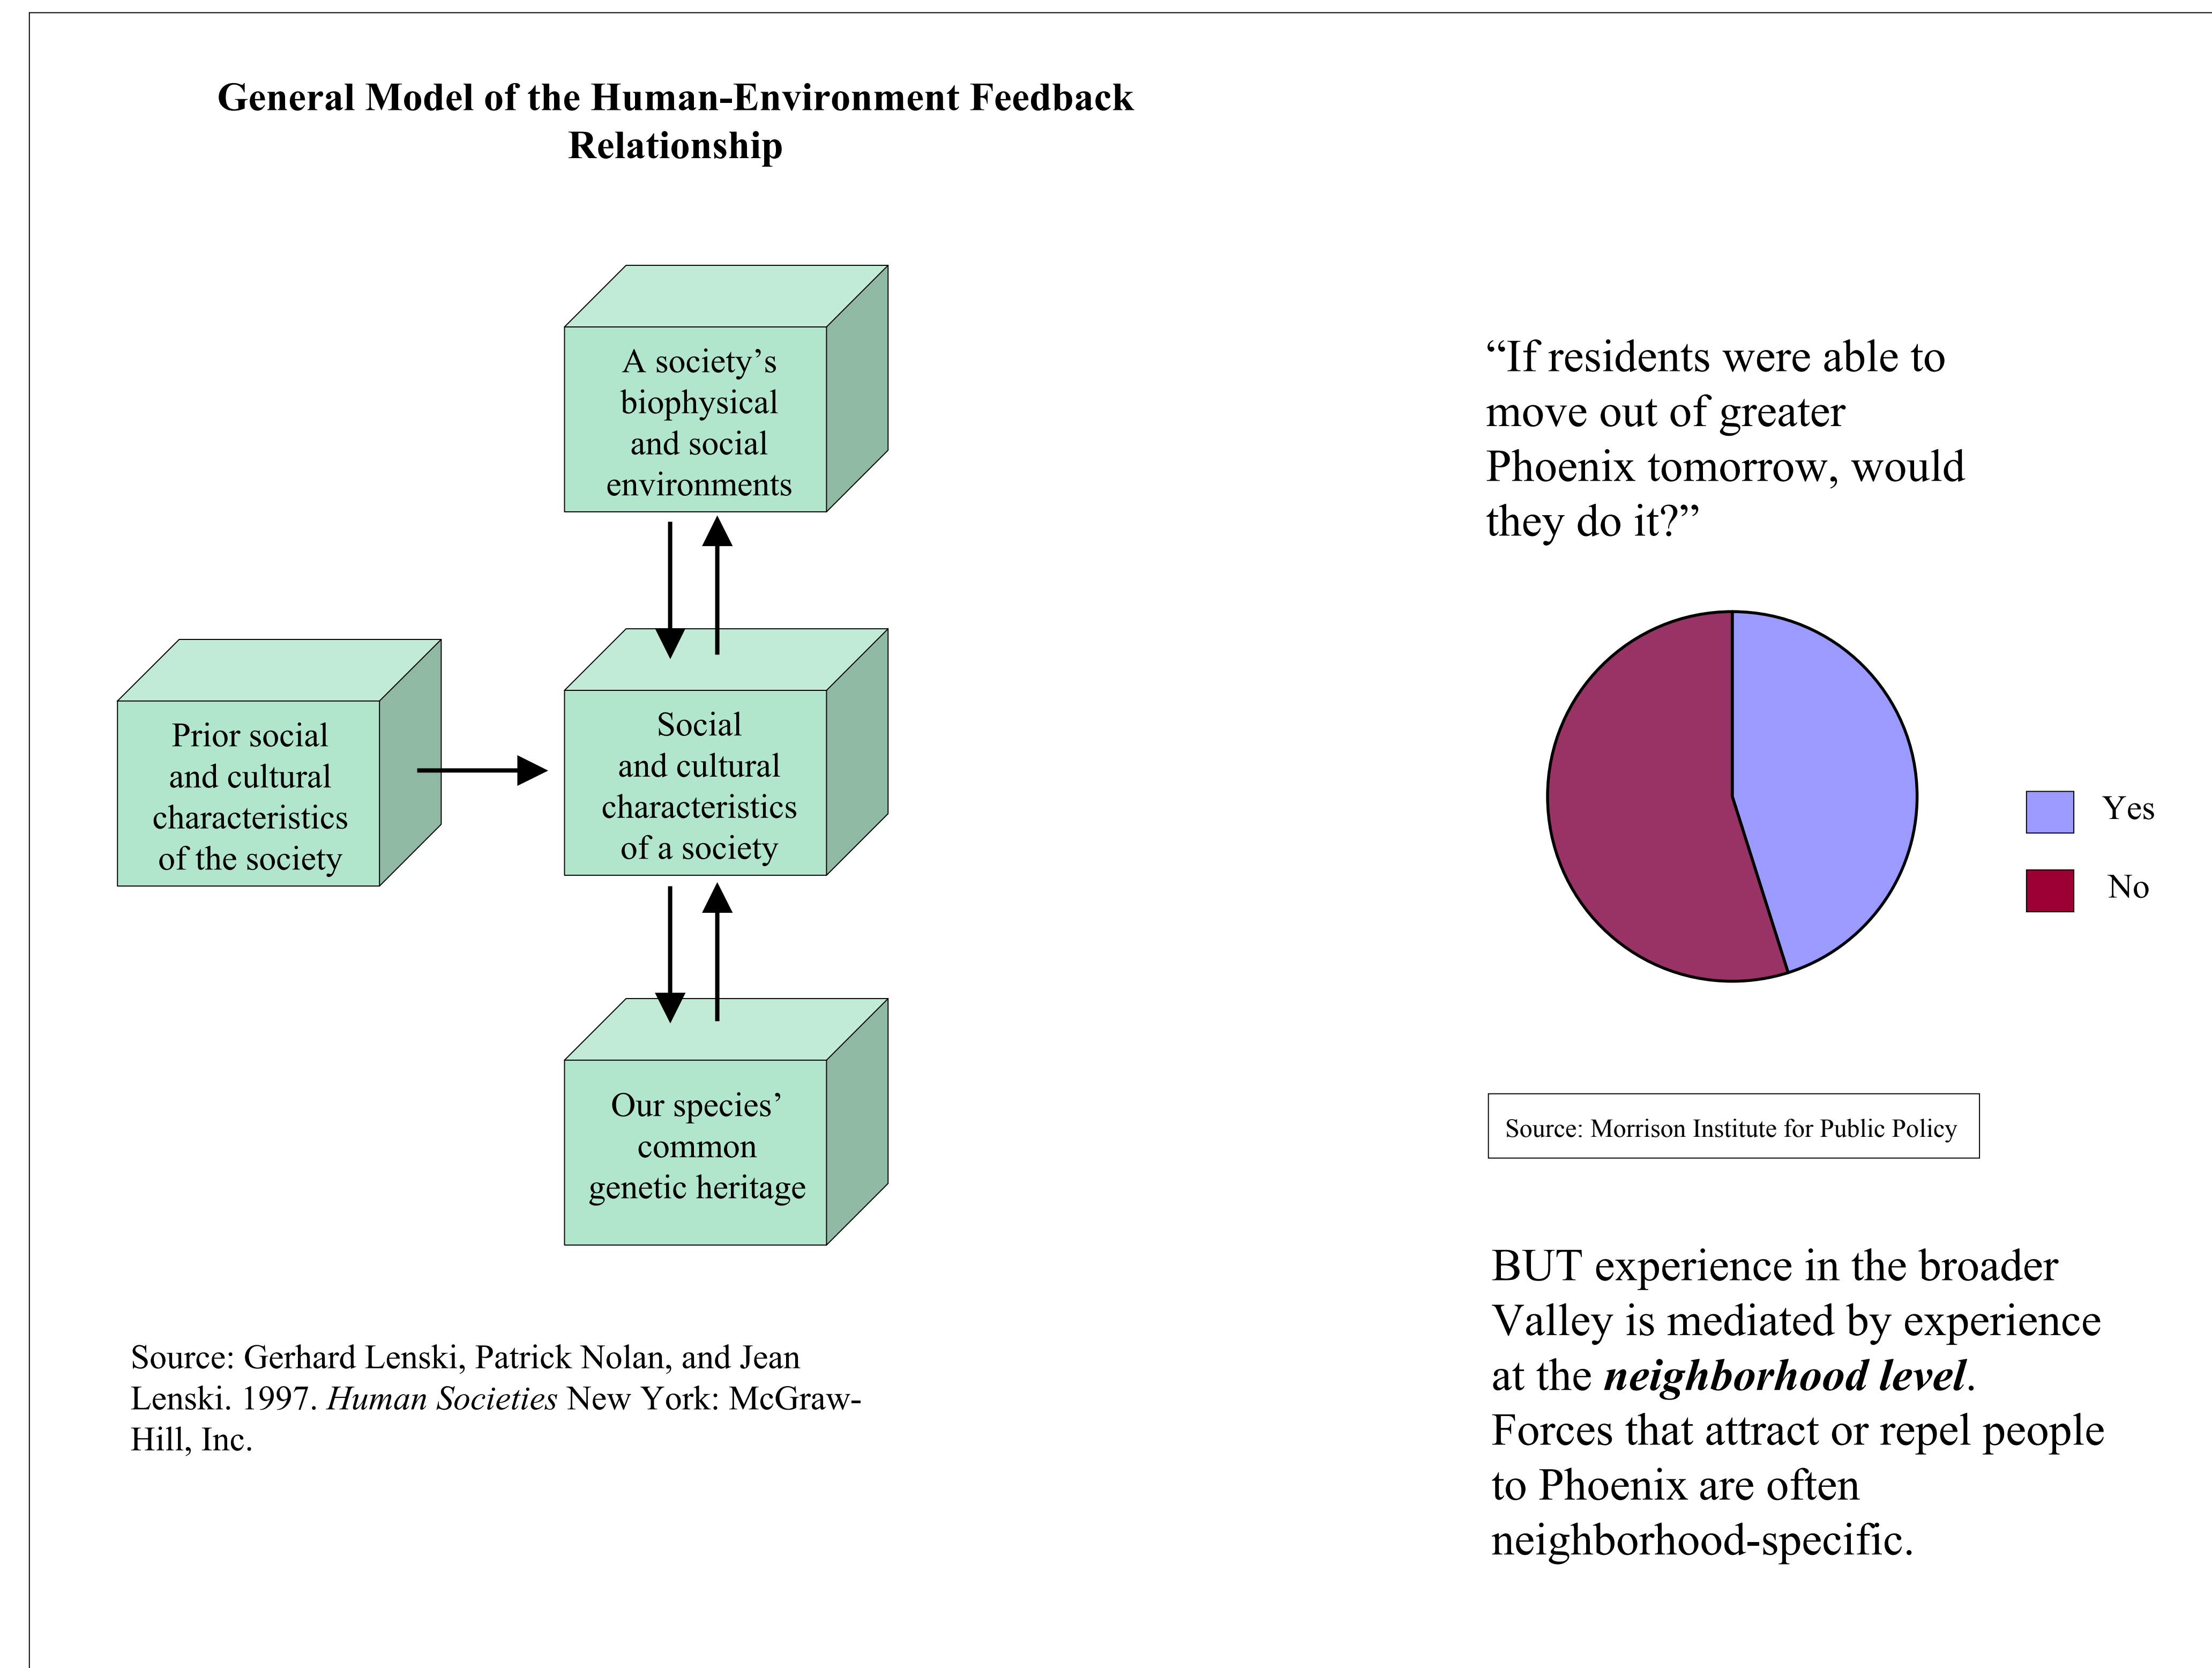 General Model of the Human-Environment Feedback
Relationship
A society’s
biophysical
and social
environments
Prior social
and cultural
characteristics
of the society
Social
and cultural
characteristics
of a society
Our species’
common
genetic heritage
Source: Gerhard Lenski, Patrick Nolan, and Jean
Lenski. 1997. Human Societies New York: McGraw-
Hill, Inc.
“If residents were able to
move out of greater
Phoenix tomorrow, would
they do it?”
Yes
No
Source: Morrison Institute for Public Policy
BUT experience in the broader
Valley is mediated by experience
at the neighborhood level.
Forces that attract or repel people
to Phoenix are often
neighborhood-specific.